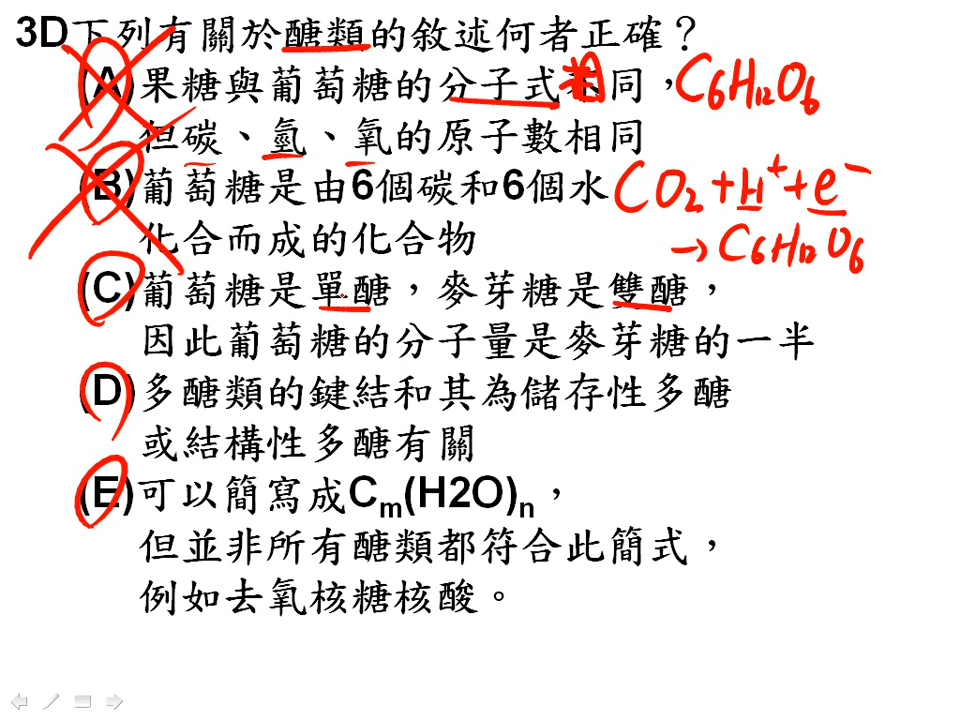 3D下列有關於醣類的敘述何者正確？
(A)果糖與葡萄糖的分子式不同，C6H12O6
但碳、氫、氧的原子數相同
(B)葡萄糖是由6個碳和6個水 CO2+H⁺+e⁻
化合而成的化合物 →C6H12O6
(C)葡萄糖是單醣，麥芽糖是雙醣，
因此葡萄糖的分子量是麥芽糖的一半
(D)多醣類的鍵結和其為儲存性多醣
或結構性多醣有關
(E)可以簡寫成Cm(H2O)n，
但並非所有醣類都符合此簡式，
例如去氧核糖核酸。